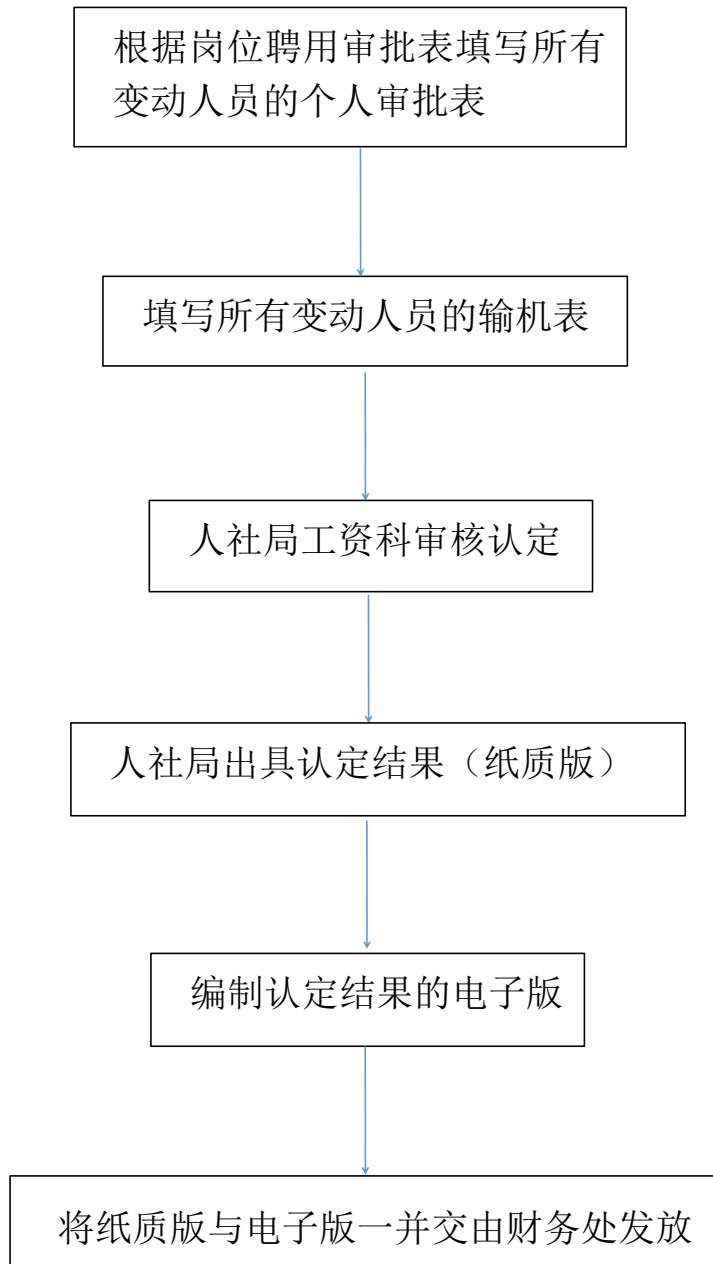 根据岗位聘用审批表填写所有
变动人员的个人审批表
填写所有变动人员的输机表
人社局工资科审核认定
人社局出具认定结果（纸质版）
编制认定结果的电子版
将纸质版与电子版一并交由财务处发放